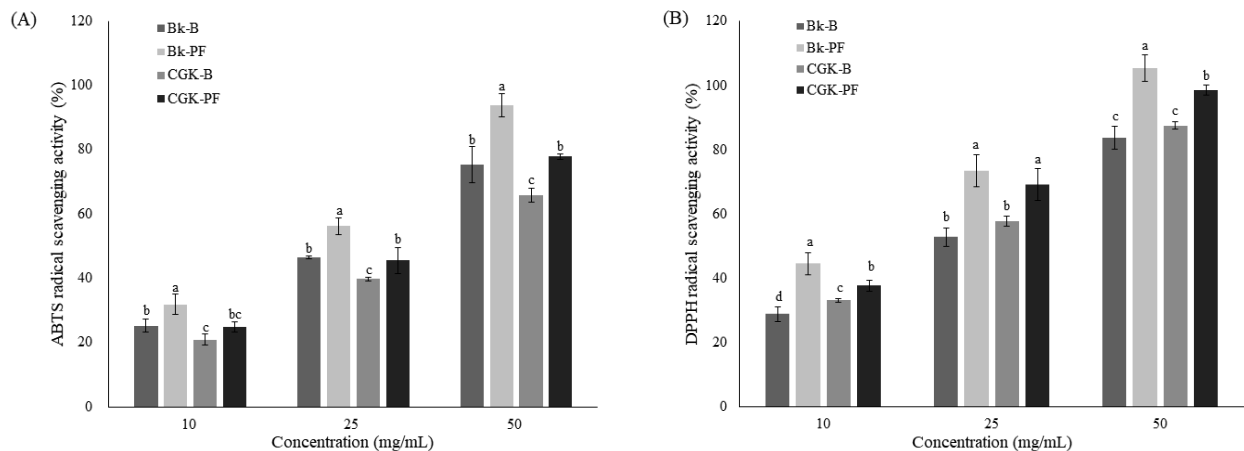 (A)
ABTS radical scavenging activity (%)
120
100
80
60
40
20
0
Bk-B
Bk-PF
CGK-B
CGK-PF
b
a
c
bc
b
a
c
b
b
a
c
b
10
25
50
Concentration (mg/mL)
(B)
DPPH radical scavenging activity (%)
120
100
80
60
40
20
0
Bk-B
Bk-PF
CGK-B
CGK-PF
d
a
c
b
b
a
b
a
c
a
c
b
10
25
50
Concentration (mg/mL)